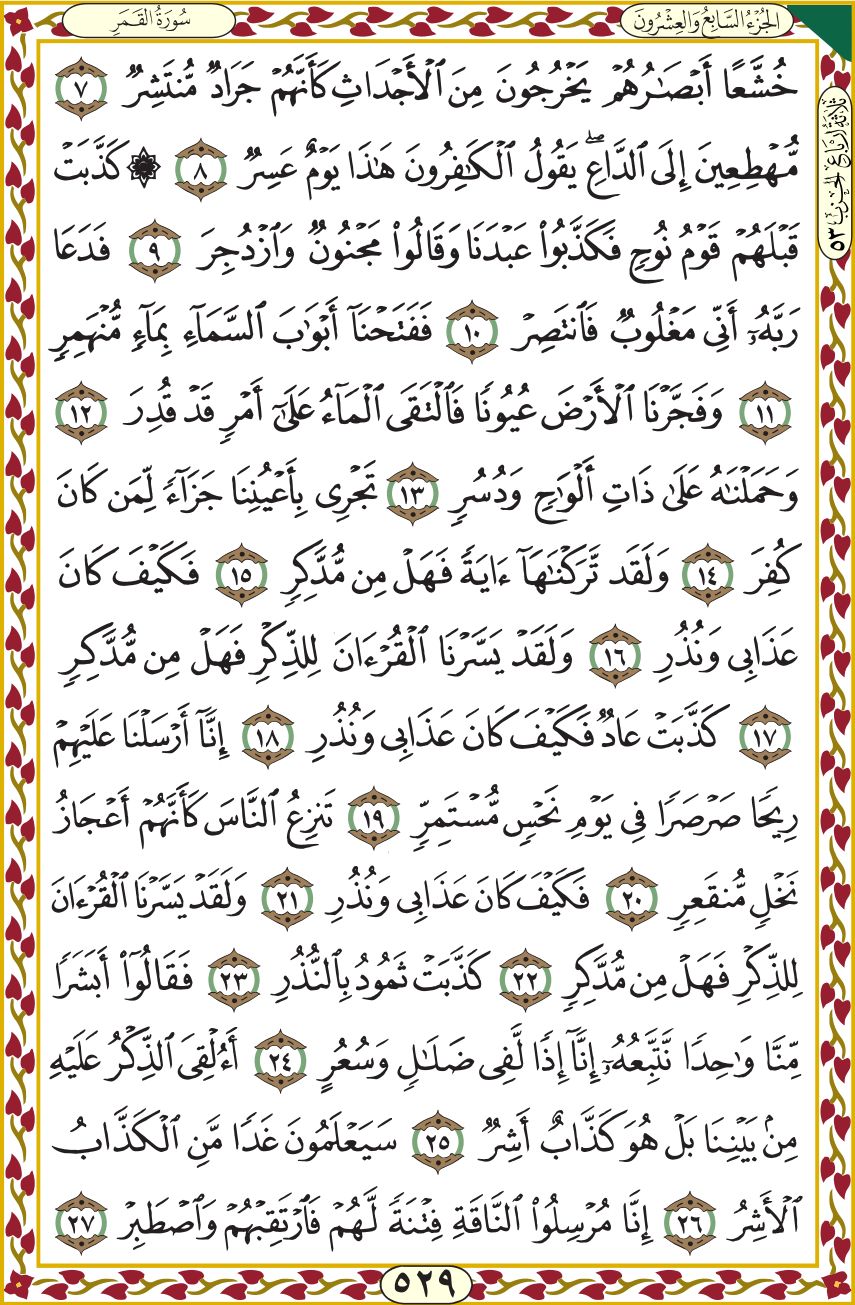 سُورَةُ القَمَرِ
الجُزْءُ السَّابِعُ وَالعِشْرُونَ
ثَلَاثَةُ أَرْبَاعِ الحِزْبِ ٥٣
خُشَّعًا أَبْصَٰرُهُمْ يَخْرُجُونَ مِنَ ٱلْأَجْدَاثِ كَأَنَّهُمْ جَرَادٌ مُّنتَشِرٌ ٧
مُّهْطِعِينَ إِلَى ٱلدَّاعِ ۖ يَقُولُ ٱلْكَٰفِرُونَ هَٰذَا يَوْمٌ عَسِرٌ ٨ ۞ كَذَّبَتْ
قَبْلَهُمْ قَوْمُ نُوحٍ فَكَذَّبُوا۟ عَبْدَنَا وَقَالُوا۟ مَجْنُونٌ وَٱزْدُجِرَ ٩ فَدَعَا
رَبَّهُۥٓ أَنِّى مَغْلُوبٌ فَٱنتَصِرْ ١٠ فَفَتَحْنَآ أَبْوَٰبَ ٱلسَّمَآءِ بِمَآءٍ مُّنْهَمِرٍ
١١ وَفَجَّرْنَا ٱلْأَرْضَ عُيُونًا فَٱلْتَقَى ٱلْمَآءُ عَلَىٰٓ أَمْرٍ قَدْ قُدِرَ ١٢
وَحَمَلْنَٰهُ عَلَىٰ ذَاتِ أَلْوَٰحٍ وَدُسُرٍ ١٣ تَجْرِى بِأَعْيُنِنَا جَزَآءً لِّمَن كَانَ
كُفِرَ ١٤ وَلَقَد تَّرَكْنَٰهَآ ءَايَةً فَهَلْ مِن مُّدَّكِرٍ ١٥ فَكَيْفَ كَانَ
عَذَابِى وَنُذُرِ ١٦ وَلَقَدْ يَسَّرْنَا ٱلْقُرْءَانَ لِلذِّكْرِ فَهَلْ مِن مُّدَّكِرٍ
١٧ كَذَّبَتْ عَادٌ فَكَيْفَ كَانَ عَذَابِى وَنُذُرِ ١٨ إِنَّآ أَرْسَلْنَا عَلَيْهِمْ
رِيحًا صَرْصَرًا فِى يَوْمِ نَحْسٍ مُّسْتَمِرٍّ ١٩ تَنزِعُ ٱلنَّاسَ كَأَنَّهُمْ أَعْجَازُ
نَخْلٍ مُّنقَعِرٍ ٢٠ فَكَيْفَ كَانَ عَذَابِى وَنُذُرِ ٢١ وَلَقَدْ يَسَّرْنَا ٱلْقُرْءَانَ
لِلذِّكْرِ فَهَلْ مِن مُّدَّكِرٍ ٢٢ كَذَّبَتْ ثَمُودُ بِٱلنُّذُرِ ٢٣ فَقَالُوٓا۟ أَبَشَرًا
مِّنَّا وَٰحِدًا نَّتَّبِعُهُۥٓ إِنَّآ إِذًا لَّفِى ضَلَٰلٍ وَسُعُرٍ ٢٤ أَءُلْقِىَ ٱلذِّكْرُ عَلَيْهِ
مِنۢ بَيْنِنَا بَلْ هُوَ كَذَّابٌ أَشِرٌ ٢٥ سَيَعْلَمُونَ غَدًا مَّنِ ٱلْكَذَّابُ
ٱلْأَشِرُ ٢٦ إِنَّا مُرْسِلُوا۟ ٱلنَّاقَةِ فِتْنَةً لَّهُمْ فَٱرْتَقِبْهُمْ وَٱصْطَبِرْ ٢٧
٥٢٩